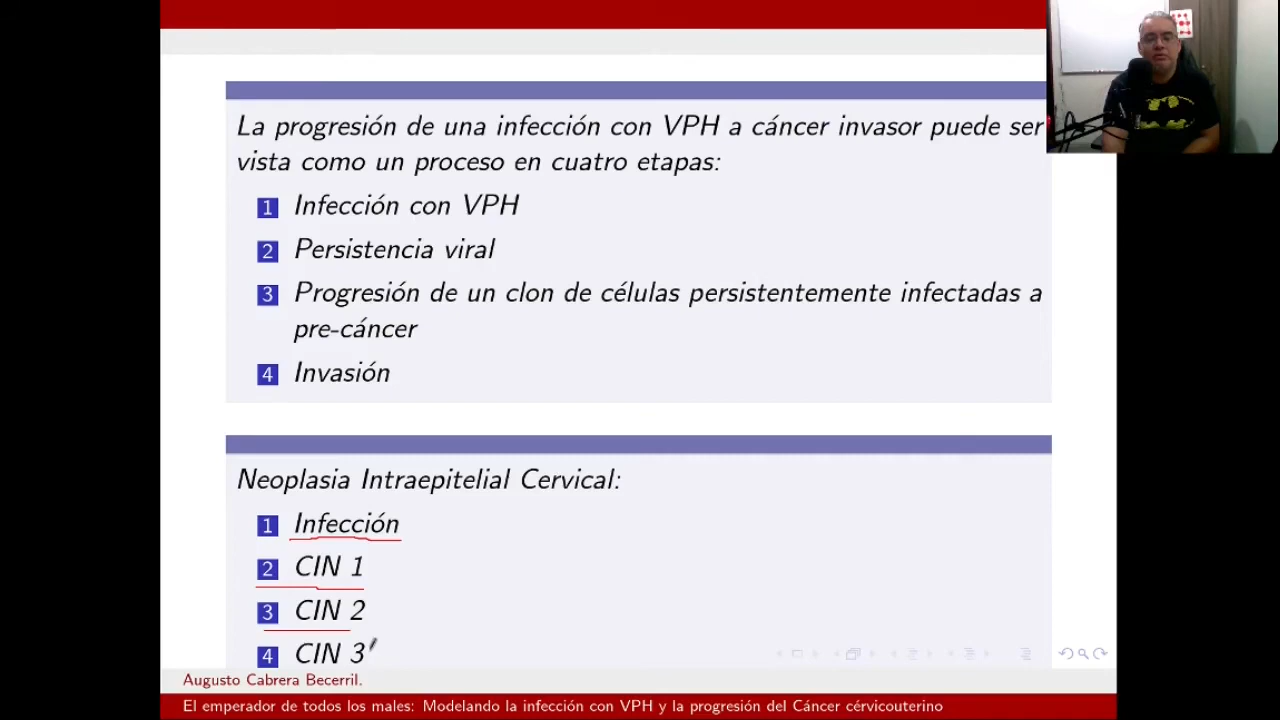 La progresión de una infección con VPH a cáncer invasor puede ser
vista como un proceso en cuatro etapas:
1 Infección con VPH
2 Persistencia viral
3 Progresión de un clon de células persistentemente infectadas a
pre-cáncer
4 Invasión
Neoplasia Intraepitelial Cervical:
1 Infección
2 CIN 1
3 CIN 2
4 CIN 3
Augusto Cabrera Becerril.
El emperador de todos los males: Modelando la infección con VPH y la progresión del Cáncer cérvicouterino